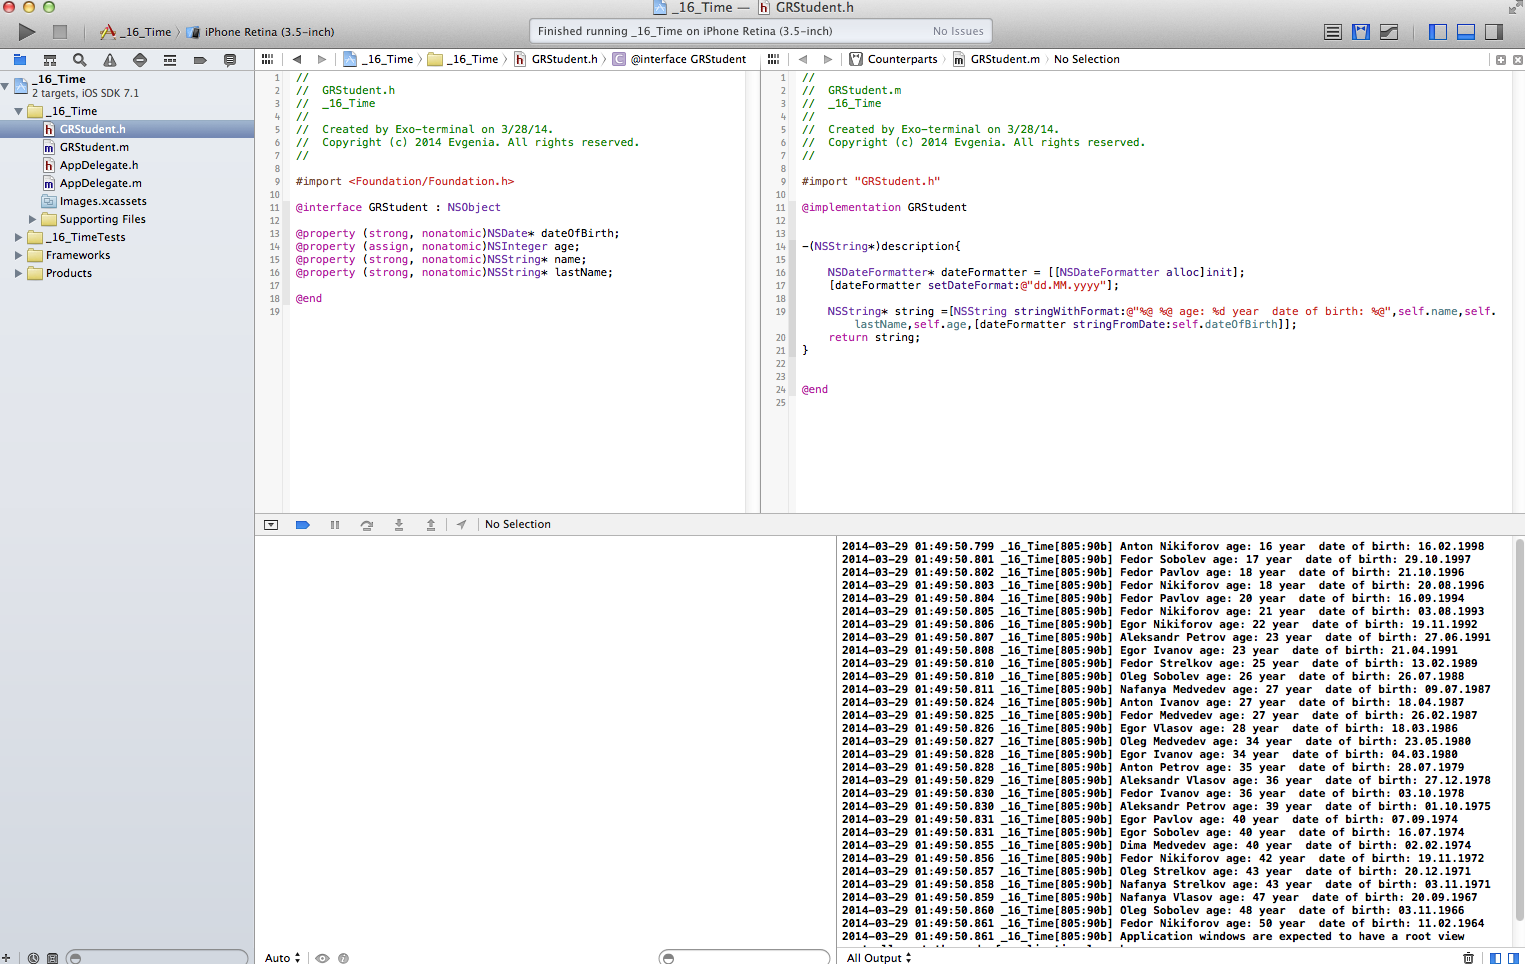 _16_Time — GRStudent.h
_16_Time iPhone Retina (3.5-inch)
Finished running _16_Time on iPhone Retina (3.5-inch) No Issues
_16_Time
2 targets, iOS SDK 7.1
_16_Time
GRStudent.h
GRStudent.m
AppDelegate.h
AppDelegate.m
Images.xcassets
Supporting Files
_16_TimeTests
Frameworks
Products
_16_Time _16_Time GRStudent.h @interface GRStudent
1 //
2 //  GRStudent.h
3 //  _16_Time
4 //
5 //  Created by Exo-terminal on 3/28/14.
6 //  Copyright (c) 2014 Evgenia. All rights reserved.
7 //
8
9 #import <Foundation/Foundation.h>
10
11 @interface GRStudent : NSObject
12
13 @property (strong, nonatomic)NSDate* dateOfBirth;
14 @property (assign, nonatomic)NSInteger age;
15 @property (strong, nonatomic)NSString* name;
16 @property (strong, nonatomic)NSString* lastName;
17
18 @end
19
Counterparts GRStudent.m No Selection
1 //
2 //  GRStudent.m
3 //  _16_Time
4 //
5 //  Created by Exo-terminal on 3/28/14.
6 //  Copyright (c) 2014 Evgenia. All rights reserved.
7 //
8
9 #import "GRStudent.h"
10
11 @implementation GRStudent
12
13
14 -(NSString*)description{
15
16     NSDateFormatter* dateFormatter = [[NSDateFormatter alloc]init];
17     [dateFormatter setDateFormat:@"dd.MM.yyyy"];
18
19     NSString* string =[NSString stringWithFormat:@"%@ %@ age: %d year  date of birth: %@",self.name,self.
lastName,self.age,[dateFormatter stringFromDate:self.dateOfBirth]];
20     return string;
21 }
22
23
24 @end
25
No Selection
2014-03-29 01:49:50.799 _16_Time[805:90b] Anton Nikiforov age: 16 year  date of birth: 16.02.1998
2014-03-29 01:49:50.801 _16_Time[805:90b] Fedor Sobolev age: 17 year  date of birth: 29.10.1997
2014-03-29 01:49:50.802 _16_Time[805:90b] Fedor Pavlov age: 18 year  date of birth: 21.10.1996
2014-03-29 01:49:50.803 _16_Time[805:90b] Fedor Nikiforov age: 18 year  date of birth: 20.08.1996
2014-03-29 01:49:50.804 _16_Time[805:90b] Fedor Pavlov age: 20 year  date of birth: 16.09.1994
2014-03-29 01:49:50.805 _16_Time[805:90b] Fedor Nikiforov age: 21 year  date of birth: 03.08.1993
2014-03-29 01:49:50.806 _16_Time[805:90b] Egor Nikiforov age: 22 year  date of birth: 19.11.1992
2014-03-29 01:49:50.807 _16_Time[805:90b] Aleksandr Petrov age: 23 year  date of birth: 27.06.1991
2014-03-29 01:49:50.808 _16_Time[805:90b] Egor Ivanov age: 23 year  date of birth: 21.04.1991
2014-03-29 01:49:50.810 _16_Time[805:90b] Fedor Strelkov age: 25 year  date of birth: 13.02.1989
2014-03-29 01:49:50.810 _16_Time[805:90b] Oleg Sobolev age: 26 year  date of birth: 26.07.1988
2014-03-29 01:49:50.811 _16_Time[805:90b] Nafanya Medvedev age: 27 year  date of birth: 09.07.1987
2014-03-29 01:49:50.824 _16_Time[805:90b] Anton Ivanov age: 27 year  date of birth: 18.04.1987
2014-03-29 01:49:50.825 _16_Time[805:90b] Fedor Medvedev age: 27 year  date of birth: 26.02.1987
2014-03-29 01:49:50.826 _16_Time[805:90b] Egor Vlasov age: 28 year  date of birth: 18.03.1986
2014-03-29 01:49:50.827 _16_Time[805:90b] Oleg Medvedev age: 34 year  date of birth: 23.05.1980
2014-03-29 01:49:50.828 _16_Time[805:90b] Egor Ivanov age: 34 year  date of birth: 04.03.1980
2014-03-29 01:49:50.828 _16_Time[805:90b] Anton Petrov age: 35 year  date of birth: 28.07.1979
2014-03-29 01:49:50.829 _16_Time[805:90b] Aleksandr Vlasov age: 36 year  date of birth: 27.12.1978
2014-03-29 01:49:50.830 _16_Time[805:90b] Fedor Ivanov age: 36 year  date of birth: 03.10.1978
2014-03-29 01:49:50.830 _16_Time[805:90b] Aleksandr Petrov age: 39 year  date of birth: 01.10.1975
2014-03-29 01:49:50.831 _16_Time[805:90b] Egor Pavlov age: 40 year  date of birth: 07.09.1974
2014-03-29 01:49:50.831 _16_Time[805:90b] Egor Sobolev age: 40 year  date of birth: 16.07.1974
2014-03-29 01:49:50.855 _16_Time[805:90b] Dima Medvedev age: 40 year  date of birth: 02.02.1974
2014-03-29 01:49:50.856 _16_Time[805:90b] Fedor Nikiforov age: 42 year  date of birth: 19.11.1972
2014-03-29 01:49:50.857 _16_Time[805:90b] Oleg Strelkov age: 43 year  date of birth: 20.12.1971
2014-03-29 01:49:50.858 _16_Time[805:90b] Nafanya Strelkov age: 43 year  date of birth: 03.11.1971
2014-03-29 01:49:50.859 _16_Time[805:90b] Nafanya Vlasov age: 47 year  date of birth: 20.09.1967
2014-03-29 01:49:50.860 _16_Time[805:90b] Oleg Sobolev age: 48 year  date of birth: 03.11.1966
2014-03-29 01:49:50.861 _16_Time[805:90b] Fedor Nikiforov age: 50 year  date of birth: 11.02.1964
2014-03-29 01:49:50.861 _16_Time[805:90b] Application windows are expected to have a root view
Auto
All Output